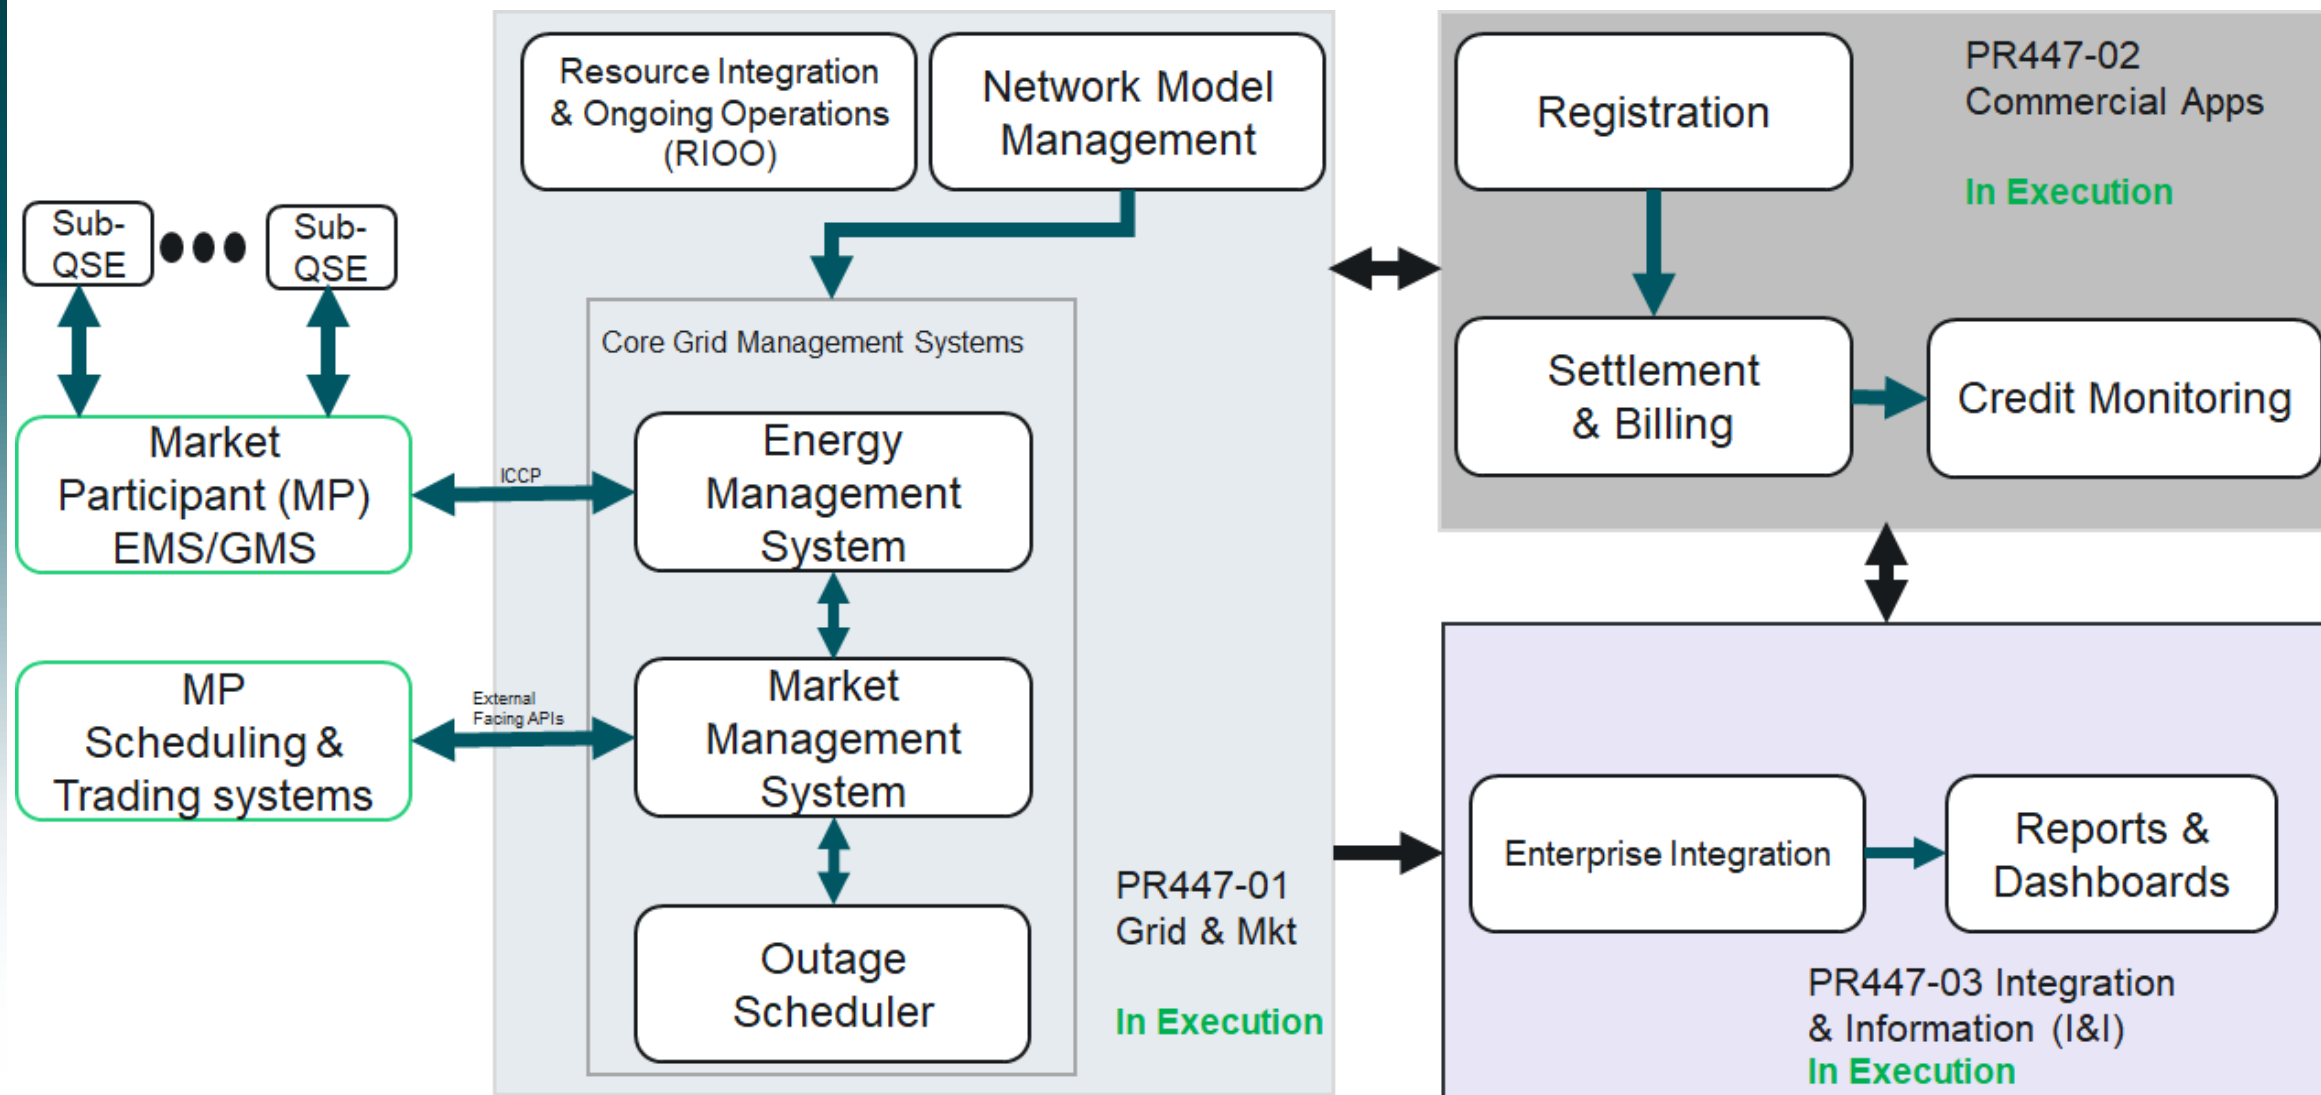 Resource Integration
& Ongoing Operations
(RIOO)
Network Model
Management
Registration
PR447-02
Commercial Apps
In Execution
Sub-
QSE
Sub-
QSE
Core Grid Management Systems
Settlement
& Billing
Credit Monitoring
Market
Participant (MP)
EMS/GMS
ICCP
Energy
Management
System
MP
Scheduling &
Trading systems
External
Facing APIs
Market
Management
System
Outage
Scheduler
PR447-01
Grid & Mkt
In Execution
Enterprise Integration
Reports &
Dashboards
PR447-03 Integration
& Information (I&I)
In Execution